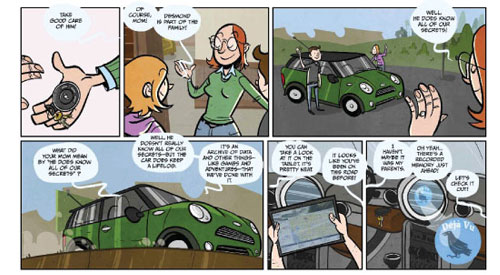 TAKE
GOOD CARE
OF HIM!
OF
COURSE,
MOM!
DESMOND
IS PART OF THE
FAMILY!
WELL,
HE DOES KNOW
ALL OF OUR
SECRETS!
WHAT DID
YOUR MOM MEAN
BY "HE DOES KNOW
ALL OF OUR
SECRETS"?
WELL, HE
DOESN'T REALLY
KNOW ALL OF OUR
SECRETS—BUT THE
CAR DOES KEEP
A LIFELOG.
IT'S AN
ARCHIVE OF DATA
AND OTHER THINGS—
LIKE GAMES AND
ADVENTURES—THAT
WE'VE DONE WITH
IT.
YOU CAN
TAKE A LOOK
AT IT ON THE
TABLET. IT'S
PRETTY NEAT.
IT LOOKS
LIKE YOU'VE BEEN
ON THIS ROAD
BEFORE!
I
HAVEN'T.
MAYBE IT
WAS MY
PARENTS.
OH YEAH...
THERE'S A
RECORDED
MEMORY JUST
AHEAD!
LET'S
CHECK IT
OUT!
Déjà Vu